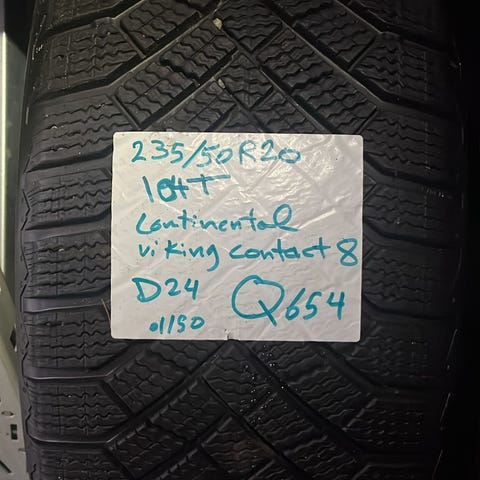 235/50R20
104T
Continental
viking contact 8
D24 Q654
01150